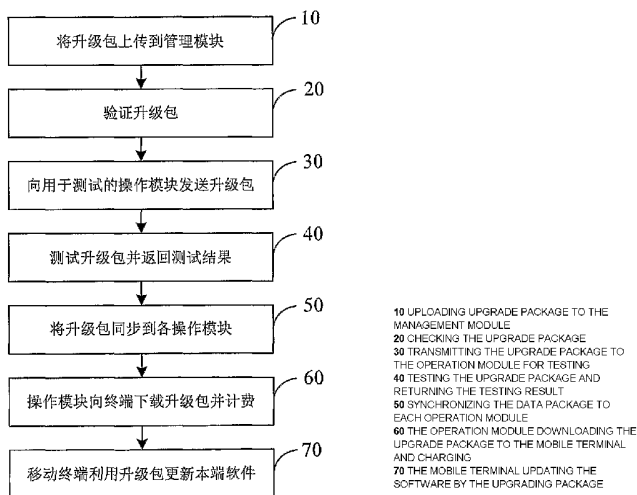 10
将升级包上传到管理模块
20
验证升级包
30
向用于测试的操作模块发送升级包
40
测试升级包并返回测试结果
50
将升级包同步到各操作模块
60
操作模块向终端下载升级包并计费
70
移动终端利用升级包更新本端软件
10 UPLOADING UPGRADE PACKAGE TO THE
MANAGEMENT MODULE
20 CHECKING THE UPGRADE PACKAGE
30 TRANSMITTING THE UPGRADE PACKAGE TO
THE OPERATION MODULE FOR TESTING
40 TESTING THE UPGRADE PACKAGE AND
RETURNING THE TESTING RESULT
50 SYNCHRONIZING THE DATA PACKAGE TO
EACH OPERATION MODULE
60 THE OPERATION MODULE DOWNLOADING THE
UPGRADE PACKAGE TO THE MOBILE TERMINAL
AND CHARGING
70 THE MOBILE TERMINAL UPDATING THE
SOFTWARE BY THE UPGRADING PACKAGE